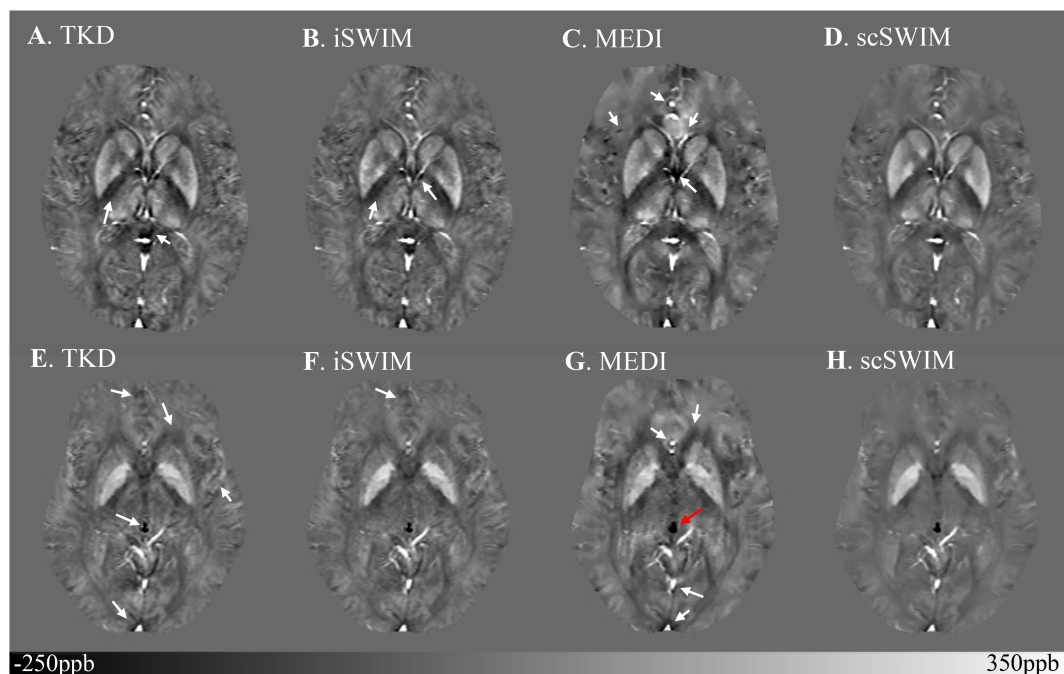 A. TKD
B. iSWIM
C. MEDI
D. scSWIM
E. TKD
F. iSWIM
G. MEDI
H. scSWIM
-250ppb
350ppb